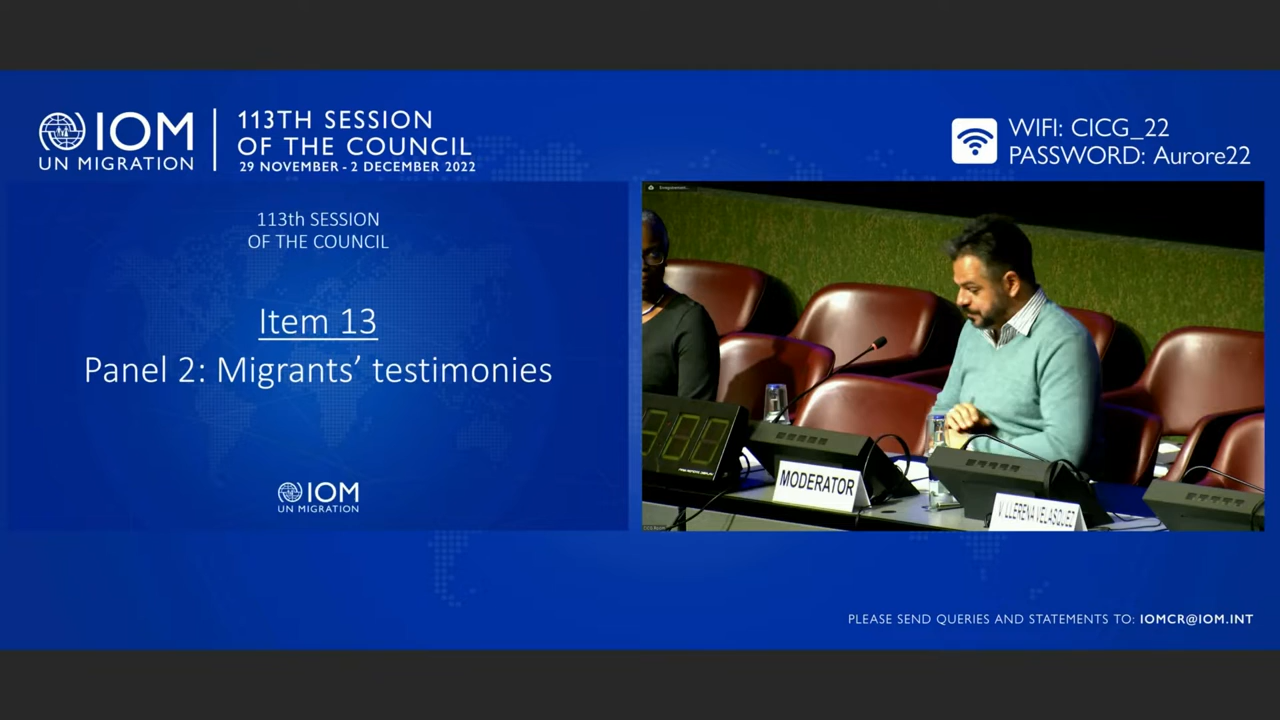 IOM
UN MIGRATION
113TH SESSION
OF THE COUNCIL
29 NOVEMBER - 2 DECEMBER 2022
WIFI: CICG_22
PASSWORD: Aurore22
113th SESSION
OF THE COUNCIL
Item 13
Panel 2: Migrants' testimonies
IOM
UN MIGRATION
MODERATOR
V. LLERENA VELASQUEZ
PLEASE SEND QUERIES AND STATEMENTS TO: IOMCR@IOM.INT